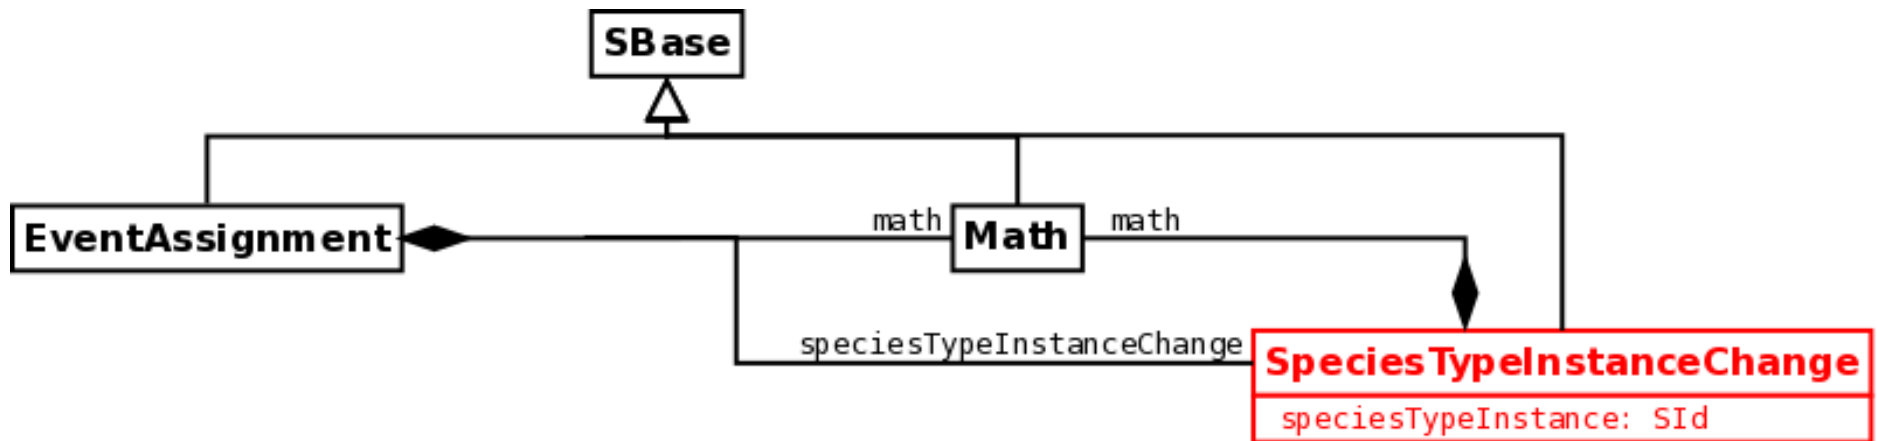 SBase
EventAssignment
math
Math
math
speciesTypeInstanceChange
SpeciesTypeInstanceChange
speciesTypeInstance: SId